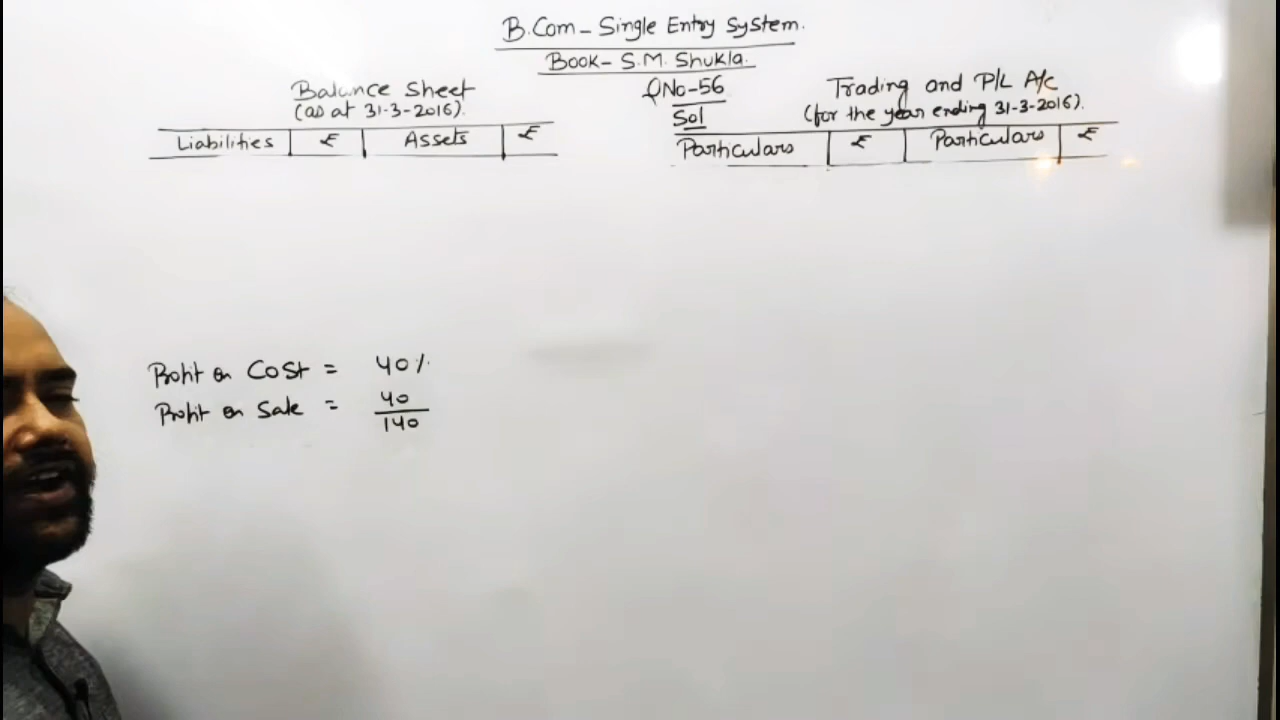 B.Com - Single Entry System.
Book - S.M. Shukla.
QNo-56
Sol
Balance Sheet
(as at 31-3-2016).
Liabilities ₹ Assets ₹
Trading and P/L A/c
(for the year ending 31-3-2016).
Particulars ₹ Particulars ₹
Profit on Cost = 40%
Profit on Sale = 40
140